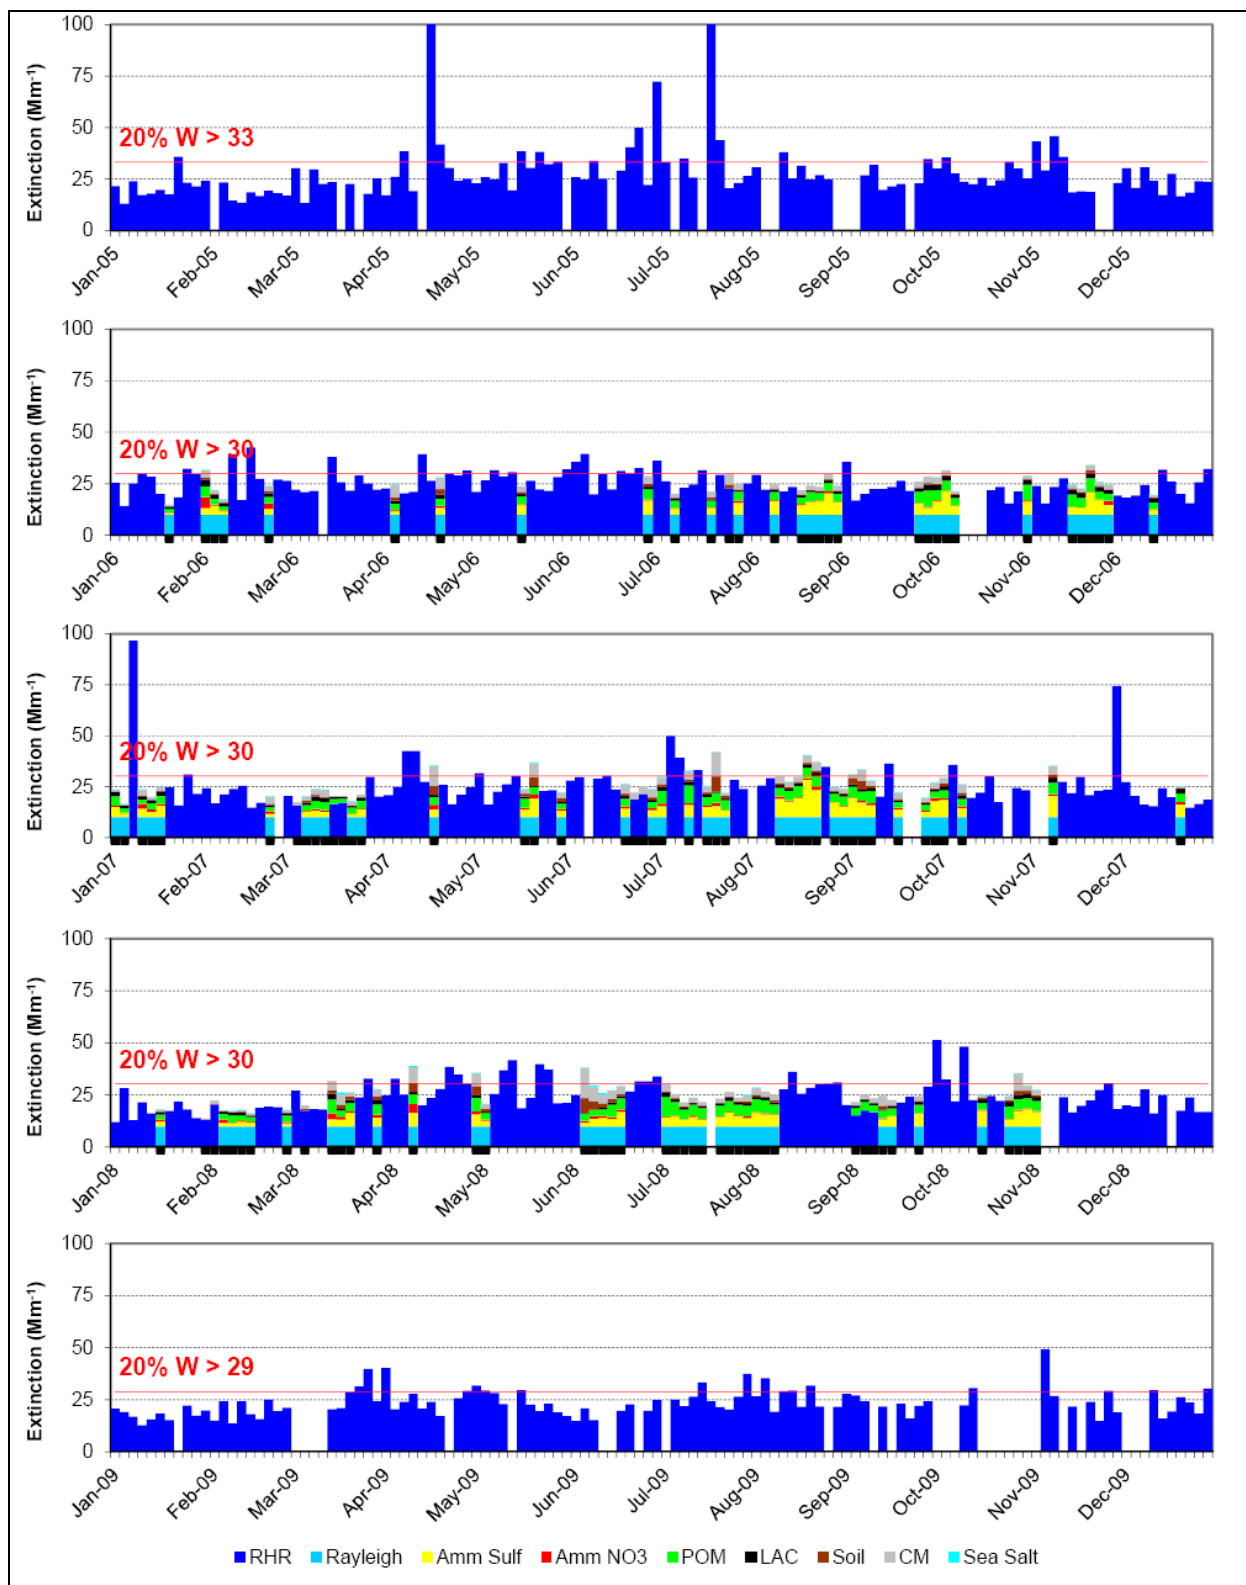 Extinction (Mm⁻¹)
100
75
50
25
0
20% W > 33
Jan-05
Feb-05
Mar-05
Apr-05
May-05
Jun-05
Jul-05
Aug-05
Sep-05
Oct-05
Nov-05
Dec-05
Extinction (Mm⁻¹)
100
75
50
25
0
20% W > 30
Jan-06
Feb-06
Mar-06
Apr-06
May-06
Jun-06
Jul-06
Aug-06
Sep-06
Oct-06
Nov-06
Dec-06
Extinction (Mm⁻¹)
100
75
50
25
0
20% W > 30
Jan-07
Feb-07
Mar-07
Apr-07
May-07
Jun-07
Jul-07
Aug-07
Sep-07
Oct-07
Nov-07
Dec-07
Extinction (Mm⁻¹)
100
75
50
25
0
20% W > 30
Jan-08
Feb-08
Mar-08
Apr-08
May-08
Jun-08
Jul-08
Aug-08
Sep-08
Oct-08
Nov-08
Dec-08
Extinction (Mm⁻¹)
100
75
50
25
0
20% W > 29
Jan-09
Feb-09
Mar-09
Apr-09
May-09
Jun-09
Jul-09
Aug-09
Sep-09
Oct-09
Nov-09
Dec-09
RHR Rayleigh Amm Sulf Amm NO3 POM LAC Soil CM Sea Salt